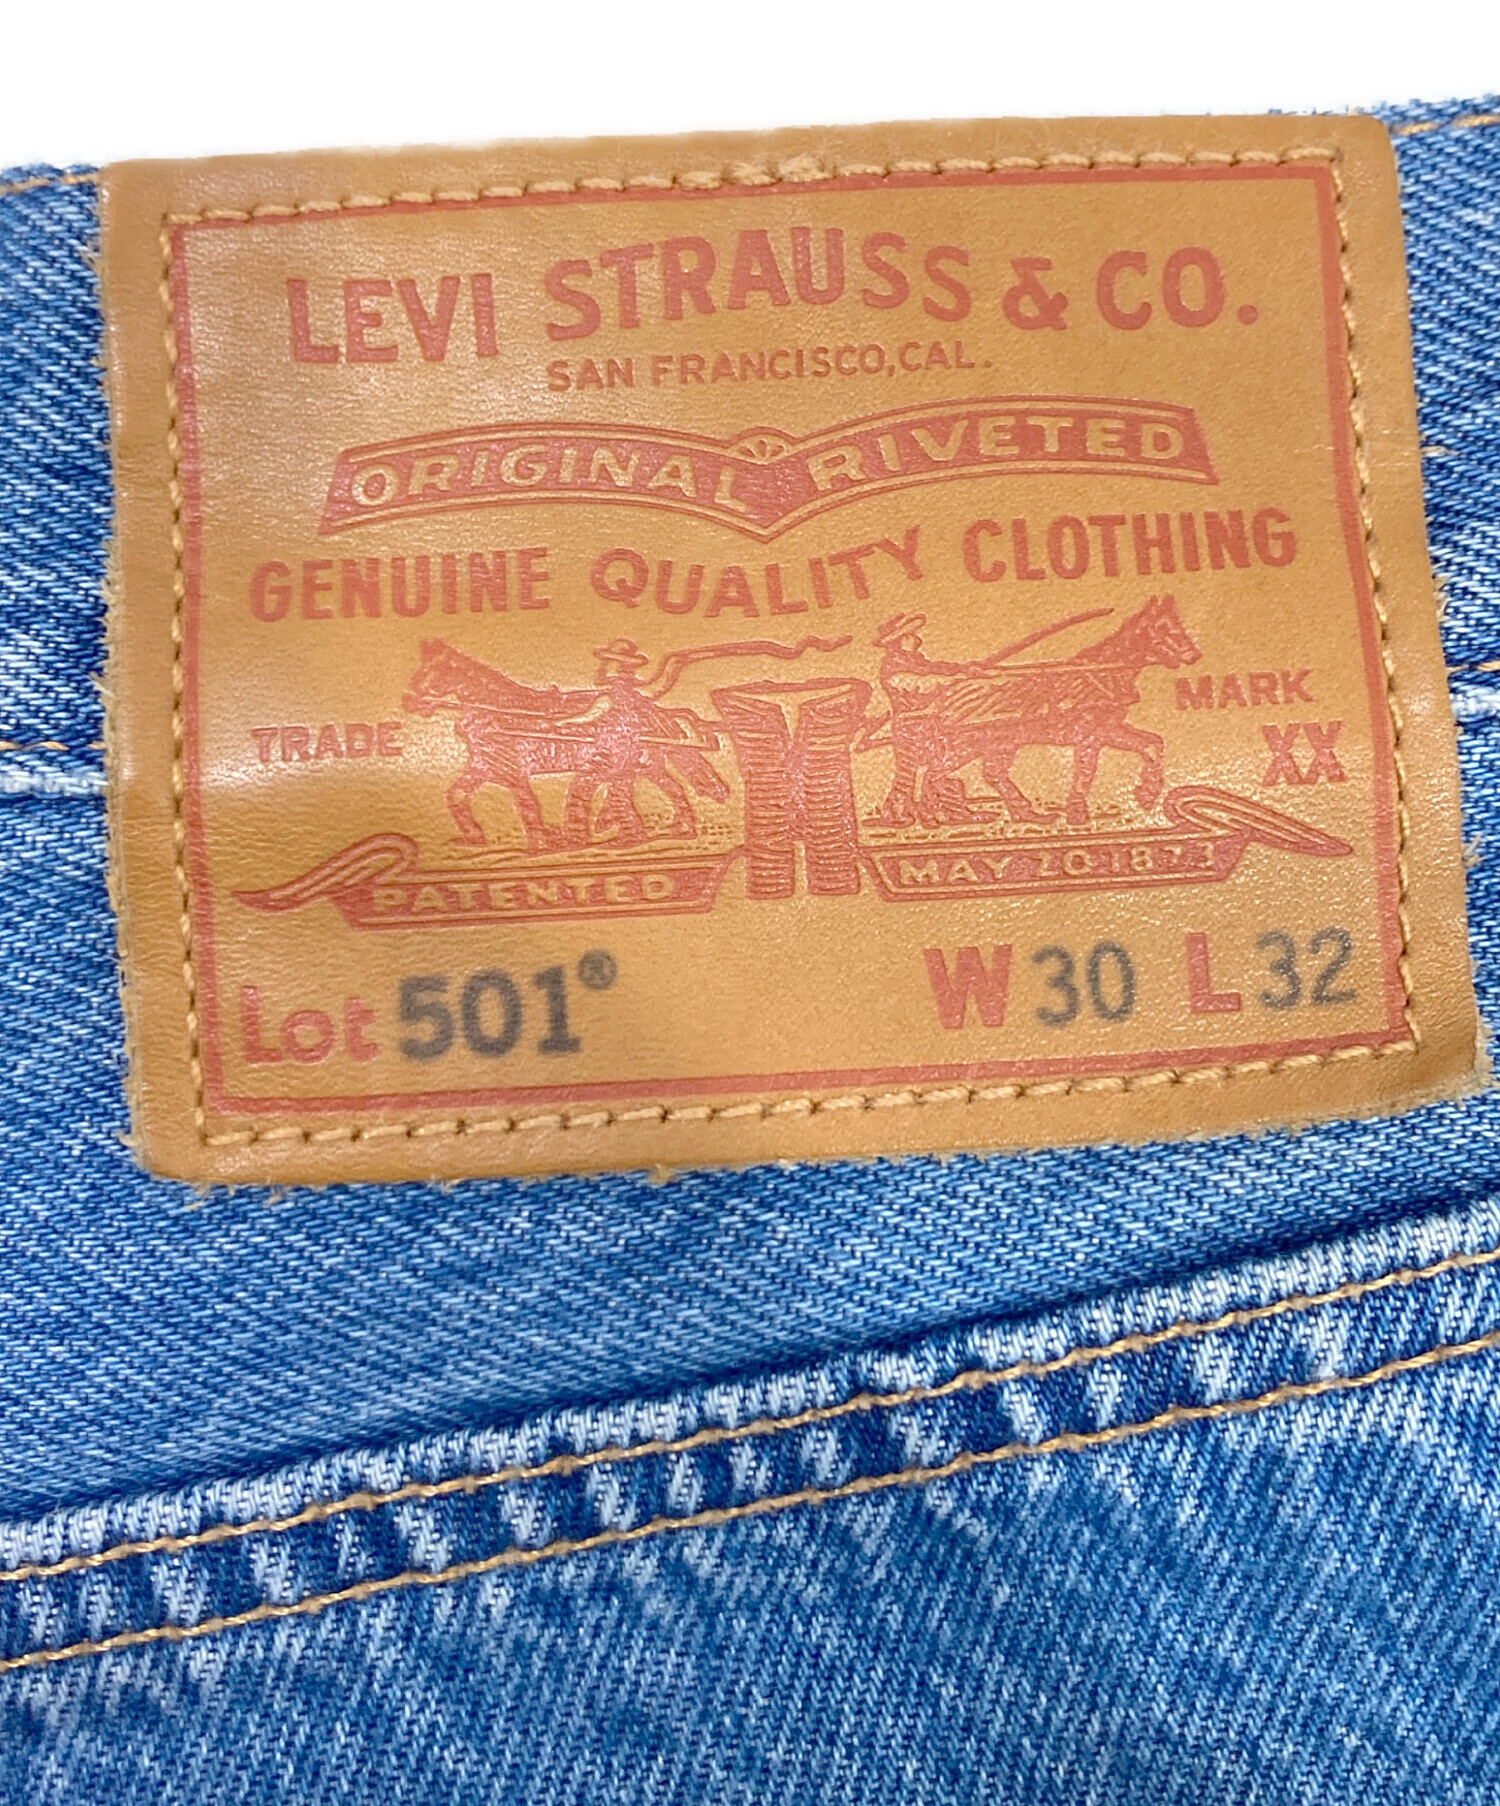 LEVI STRAUSS & CO.
SAN FRANCISCO, CAL.
ORIGINAL RIVETED
GENUINE QUALITY CLOTHING
TRADE MARK
XX
PATENTED MAY 20 1873
Lot 501® W 30 L 32